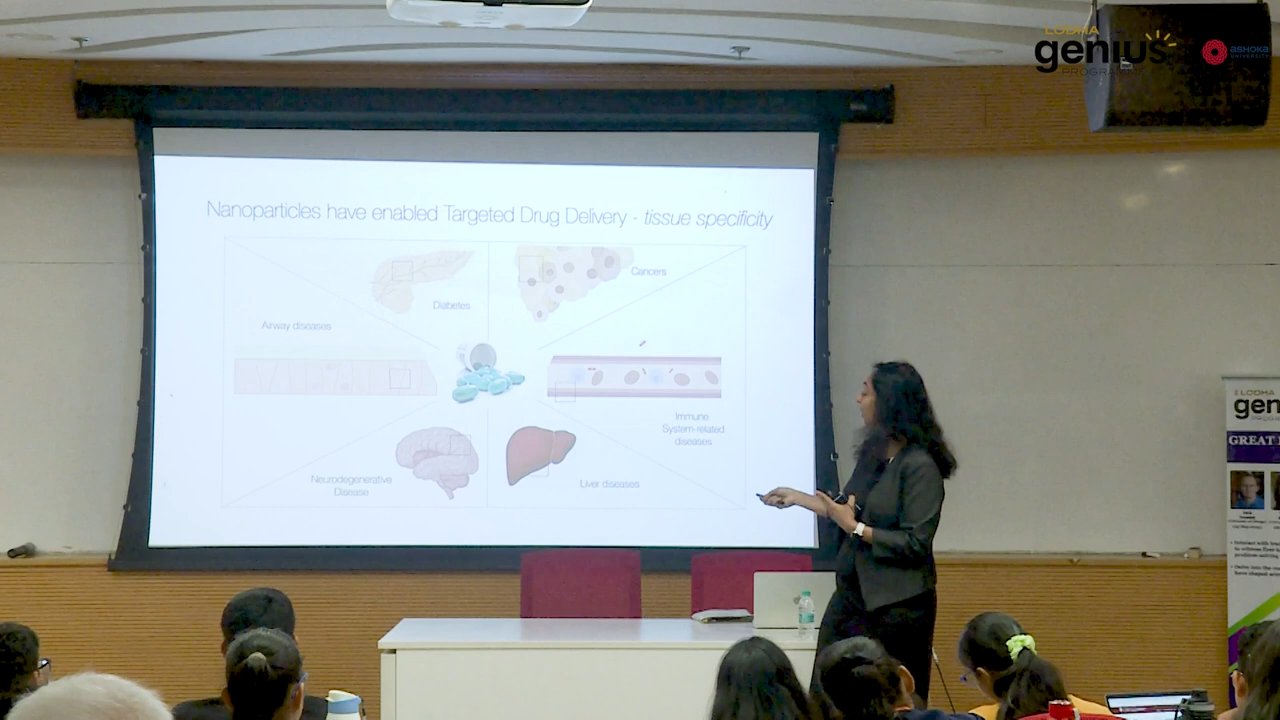 LODHA
genius
PROGRAMME
ASHOKA
UNIVERSITY
Nanoparticles have enabled Targeted Drug Delivery - tissue specificity
Diabetes
Cancers
Airway diseases
Immune
System-related
diseases
Neurodegenerative
Disease
Liver diseases
LODHA
gen
GREAT